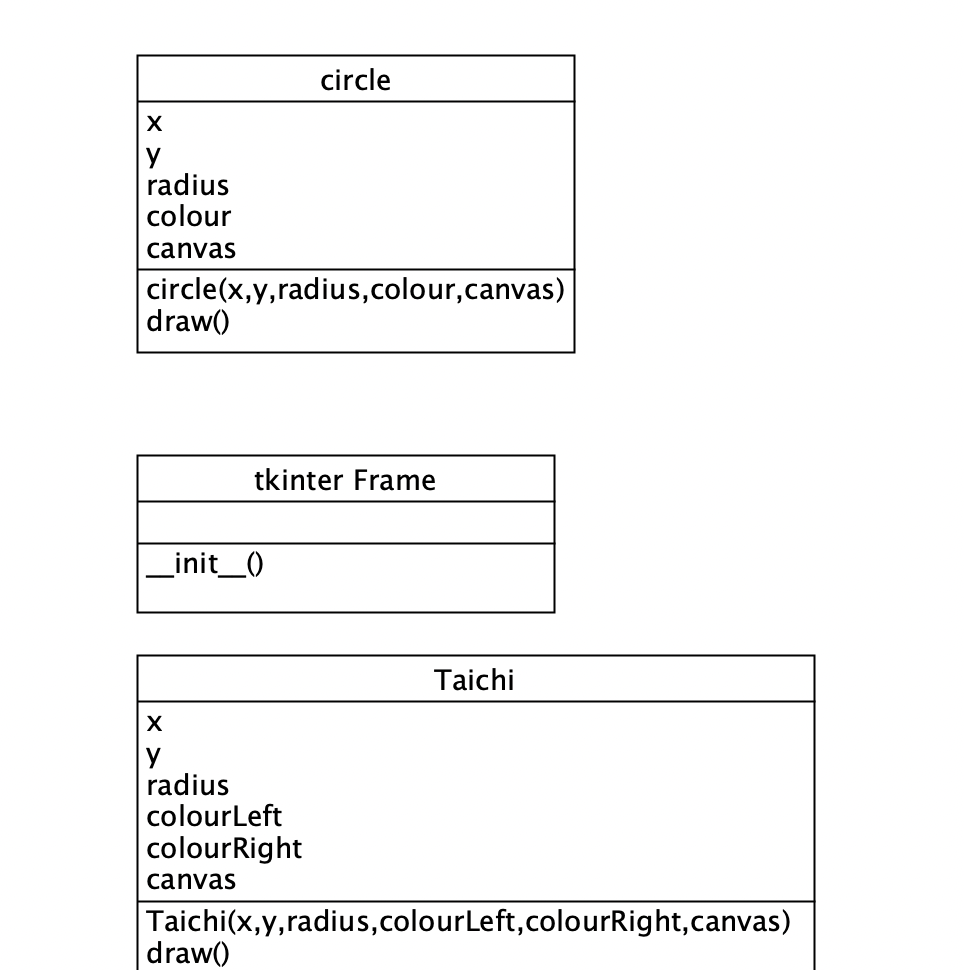 circle
x
y
radius
colour
canvas
circle(x,y,radius,colour,canvas)
draw()
tkinter Frame
__init__()
Taichi
x
y
radius
colourLeft
colourRight
canvas
Taichi(x,y,radius,colourLeft,colourRight,canvas)
draw()